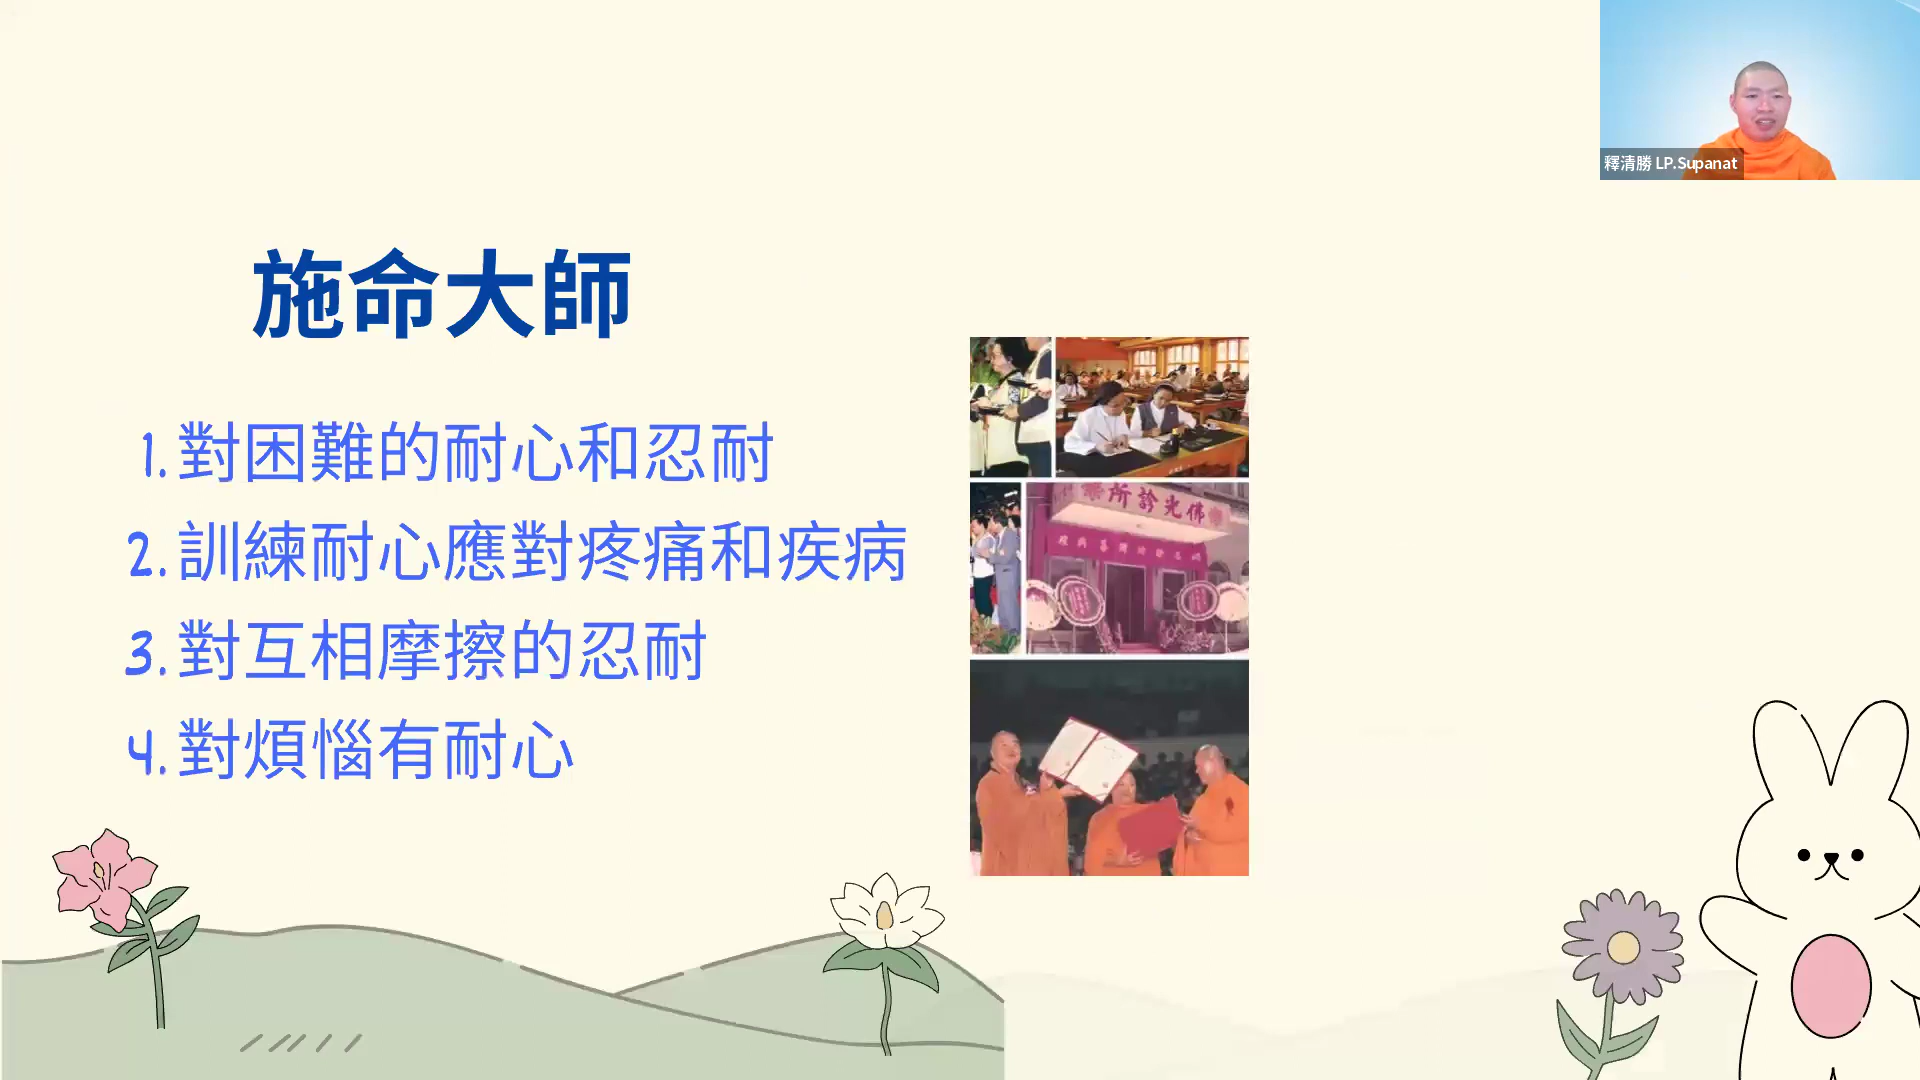 釋清勝 LP.Supanat
施命大師
1. 對困難的耐心和忍耐
2. 訓練耐心應對疼痛和疾病
3. 對互相摩擦的忍耐
4. 對煩惱有耐心
所診光佛